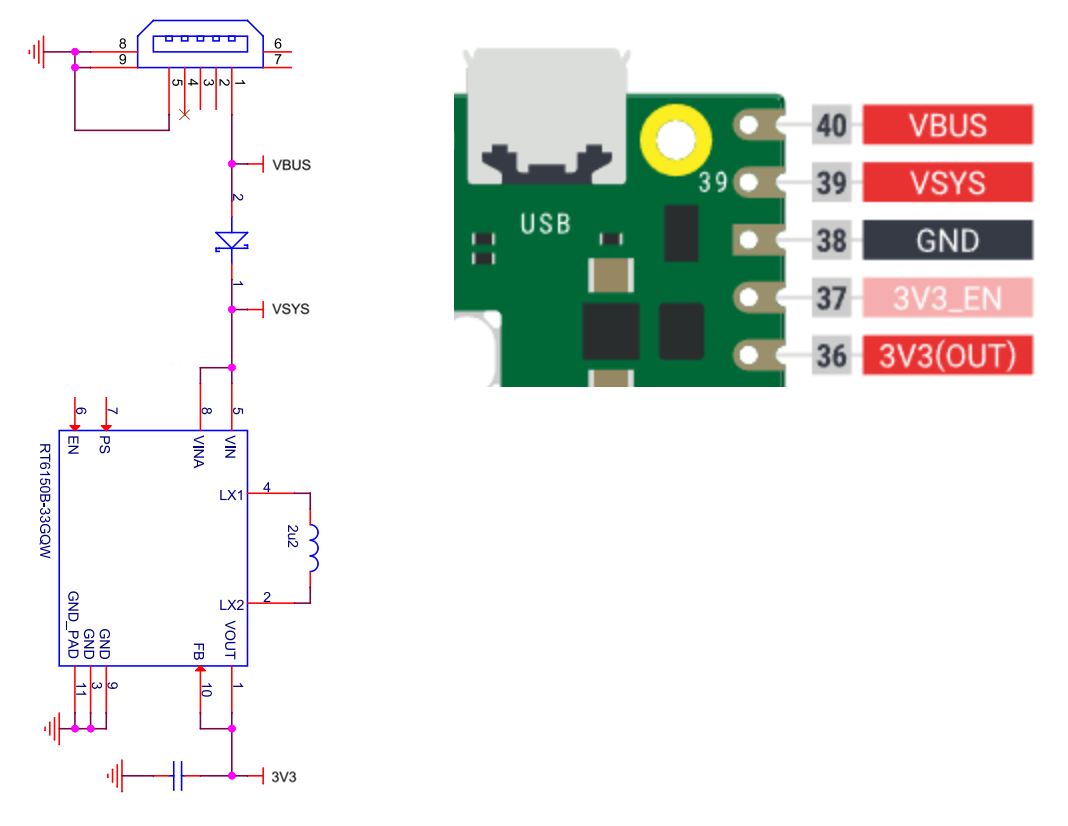 8
9
6
7
5
4
3
2
1
VBUS
2
1
VSYS
6
7
8
5
EN
PS
VINA
VIN
RT6150B-33GQW
LX1
4
2u2
LX2
2
GND_PAD
GND
GND
FB
VOUT
11
3
9
10
1
3V3
39
USB
40 VBUS
39 VSYS
38 GND
37 3V3_EN
36 3V3(OUT)